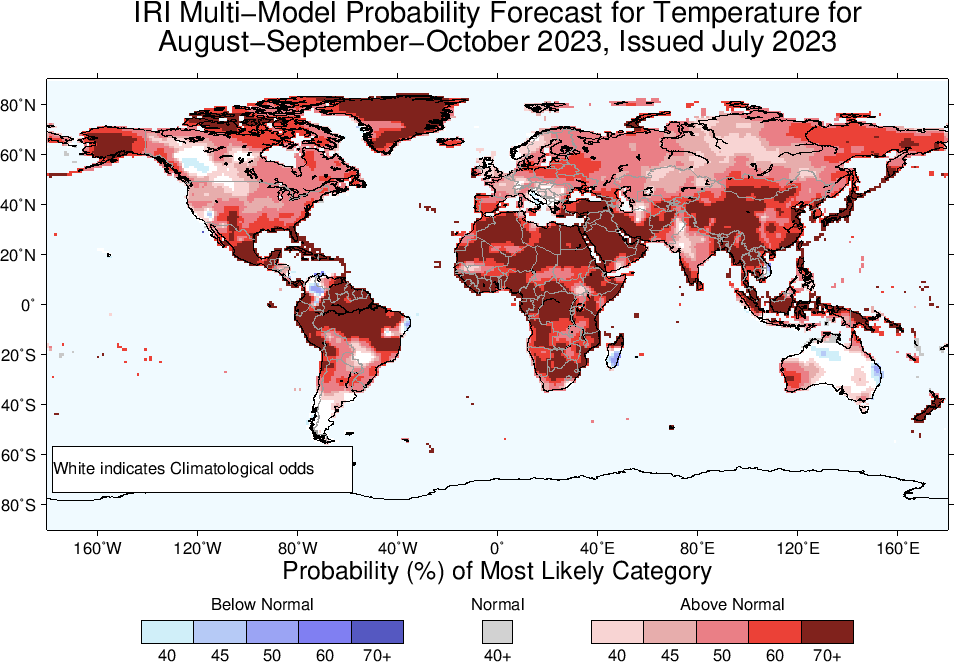 IRI Multi−Model Probability Forecast for Temperature for
August−September−October 2023, Issued July 2023
80˚N
60˚N
40˚N
20˚N
0˚
20˚S
40˚S
60˚S
80˚S
White indicates Climatological odds
160˚W 120˚W 80˚W 40˚W 0˚ 40˚E 80˚E 120˚E 160˚E
Probability (%) of Most Likely Category
Below Normal Normal Above Normal
40 45 50 60 70+ 40+ 40 45 50 60 70+